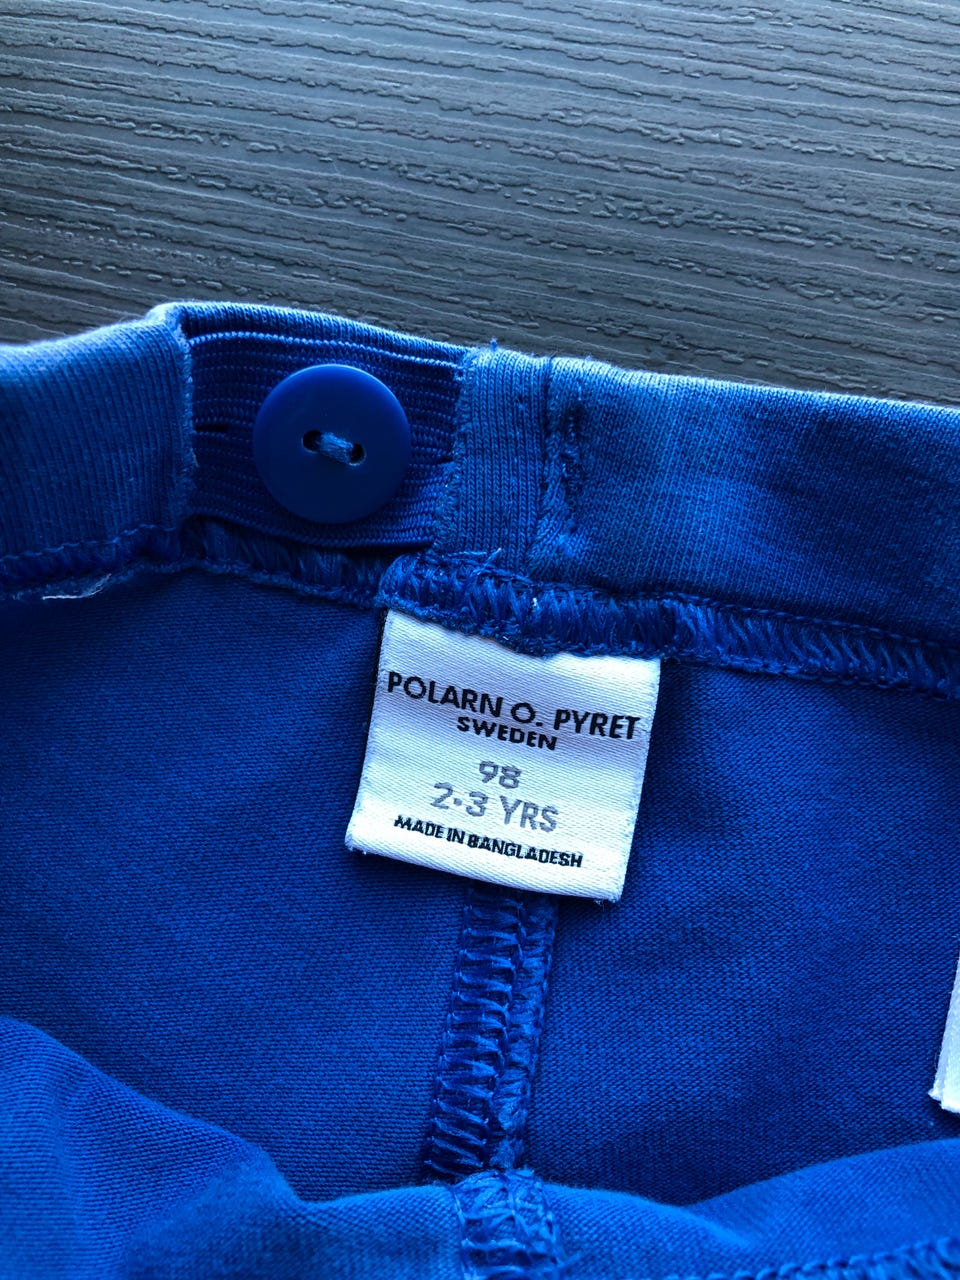 POLARN O. PYRET
SWEDEN
98
2-3 YRS
MADE IN BANGLADESH